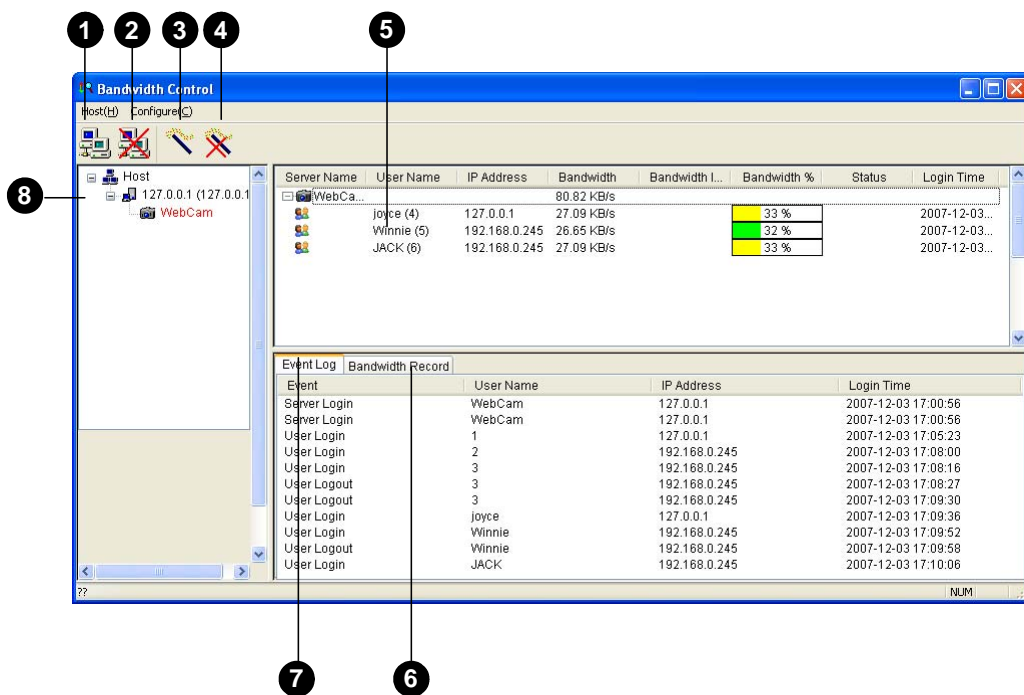 1 2 3 4 5
Bandwidth Control
Host(H) Configure(C)
8
Host
127.0.0.1 (127.0.0.1
WebCam
Server Name User Name IP Address Bandwidth Bandwidth l... Bandwidth % Status Login Time
WebCa... 80.82 KB/s
joyce (4) 127.0.0.1 27.09 KB/s 33 % 2007-12-03...
Winnie (5) 192.168.0.245 26.65 KB/s 32 % 2007-12-03...
JACK (6) 192.168.0.245 27.09 KB/s 33 % 2007-12-03...
Event Log Bandwidth Record
Event User Name IP Address Login Time
Server Login WebCam 127.0.0.1 2007-12-03 17:00:56
Server Login WebCam 127.0.0.1 2007-12-03 17:00:56
User Login 1 127.0.0.1 2007-12-03 17:05:23
User Login 2 192.168.0.245 2007-12-03 17:08:00
User Login 3 192.168.0.245 2007-12-03 17:08:16
User Logout 3 192.168.0.245 2007-12-03 17:08:27
User Logout 3 192.168.0.245 2007-12-03 17:09:30
User Login joyce 127.0.0.1 2007-12-03 17:09:36
User Login Winnie 192.168.0.245 2007-12-03 17:09:52
User Logout Winnie 192.168.0.245 2007-12-03 17:09:58
User Login JACK 192.168.0.245 2007-12-03 17:10:06
?? NUM
7 6